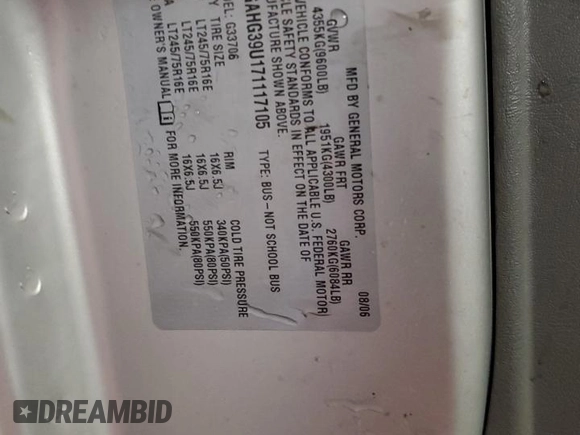 MFD BY GENERAL MOTORS CORP. 08/06
GVWR GAWR FRT GAWR RR
4355KG(9600LB) 1951KG(4300LB) 2760KG(6084LB)
VEHICLE CONFORMS TO ALL APPLICABLE U.S. FEDERAL MOTOR
SAFETY STANDARDS IN EFFECT ON THE DATE OF
SHOWN ABOVE.
AHG39U171117105 TYPE: BUS–NOT SCHOOL BUS
G33706
TIRE SIZE RIM COLD TIRE PRESSURE
LT245/75R16E 16X6.5J 340KPA(50PSI)
LT245/75R16E 16X6.5J 550KPA(80PSI)
LT245/75R16E 16X6.5J 550KPA(80PSI)
OWNER'S MANUAL FOR MORE INFORMATION.
DREAMBID